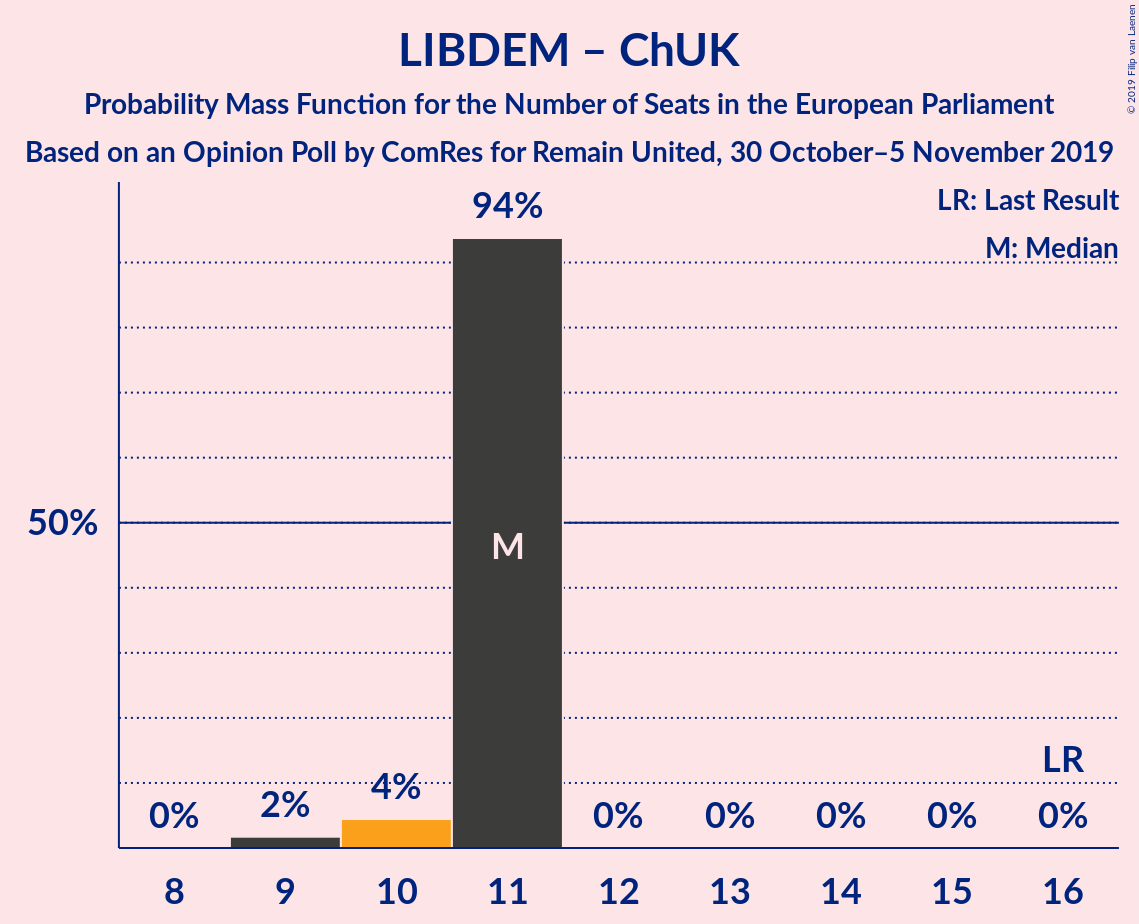 LIBDEM – ChUK
Probability Mass Function for the Number of Seats in the European Parliament
Based on an Opinion Poll by ComRes for Remain United, 30 October–5 November 2019
© 2019 Filip van Laenen
LR: Last Result
M: Median
94%
50%
M
LR
0%
2%
4%
0%
0%
0%
0%
0%
8
9
10
11
12
13
14
15
16